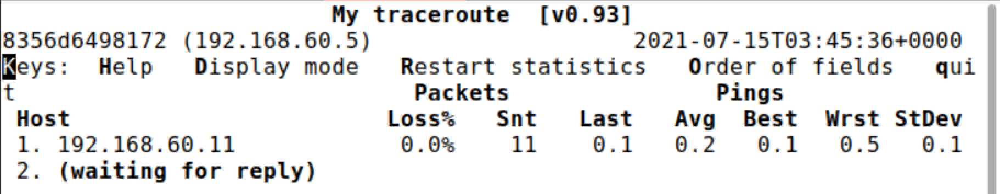 My traceroute  [v0.93]
8356d6498172 (192.168.60.5)                                       2021-07-15T03:45:36+0000
Keys:  Help   Display mode   Restart statistics   Order of fields   qui
t                              Packets               Pings
 Host                        Loss%   Snt   Last   Avg  Best  Wrst StDev
 1. 192.168.60.11             0.0%    11    0.1   0.2   0.1   0.5   0.1
 2. (waiting for reply)